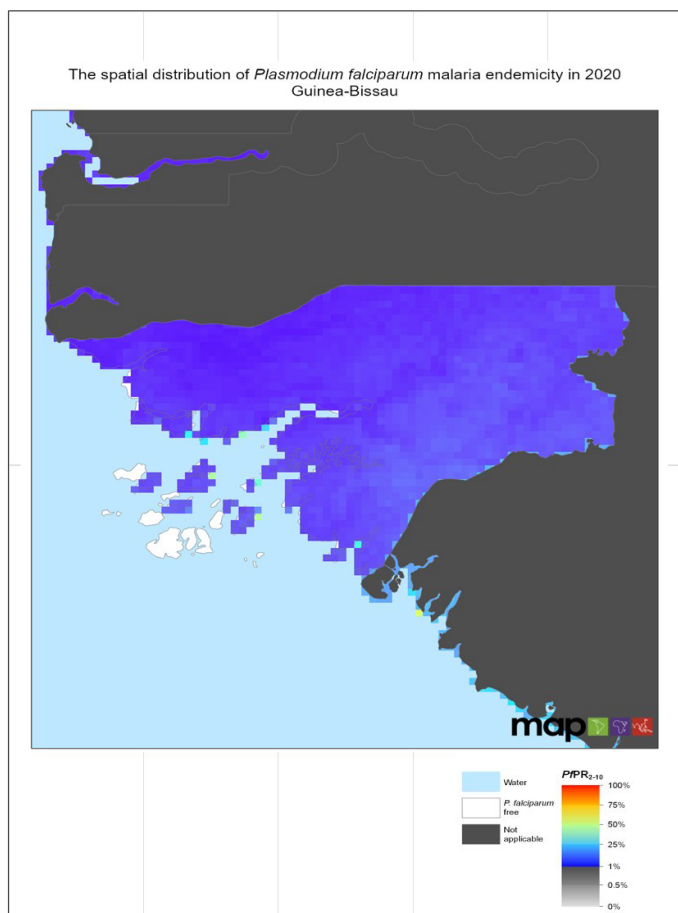 The spatial distribution of Plasmodium falciparum malaria endemicity in 2020
Guinea-Bissau
map
Water
P. falciparum
free
Not
applicable
PfPR2-10
100%
75%
50%
25%
1%
0.5%
0%